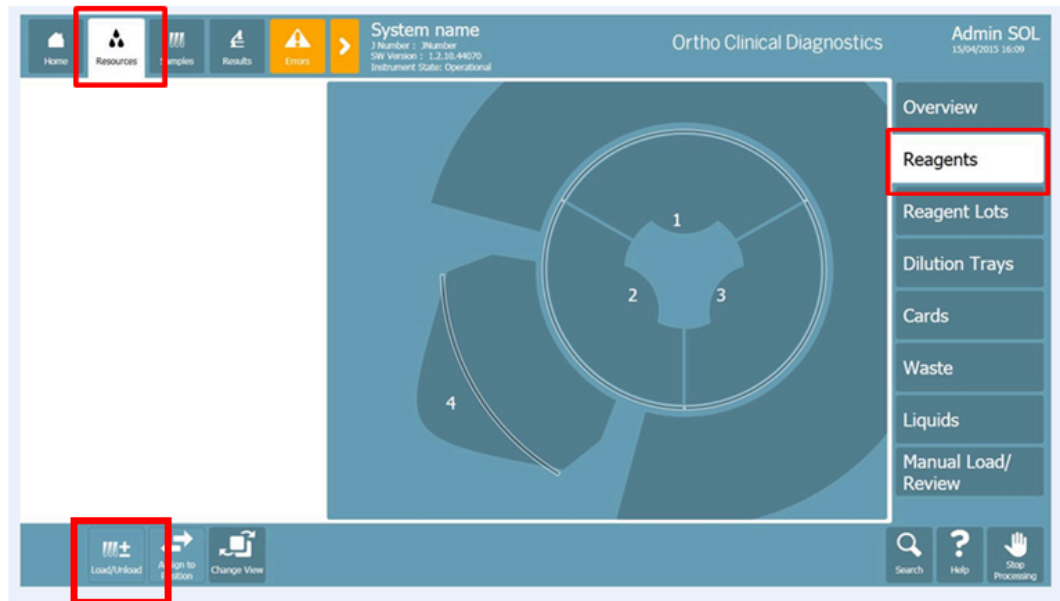 Home
Resources
Samples
Results
Errors
System name
J Number : JNumber
SW Version : 1.2.10.44070
Instrument State: Operational
Ortho Clinical Diagnostics
Admin SOL
15/04/2015 16:09
Overview
Reagents
Reagent Lots
Dilution Trays
Cards
Waste
Liquids
Manual Load/
Review
1
2
3
4
Load/Unload
Assign to
Position
Change View
Search
Help
Stop
Processing